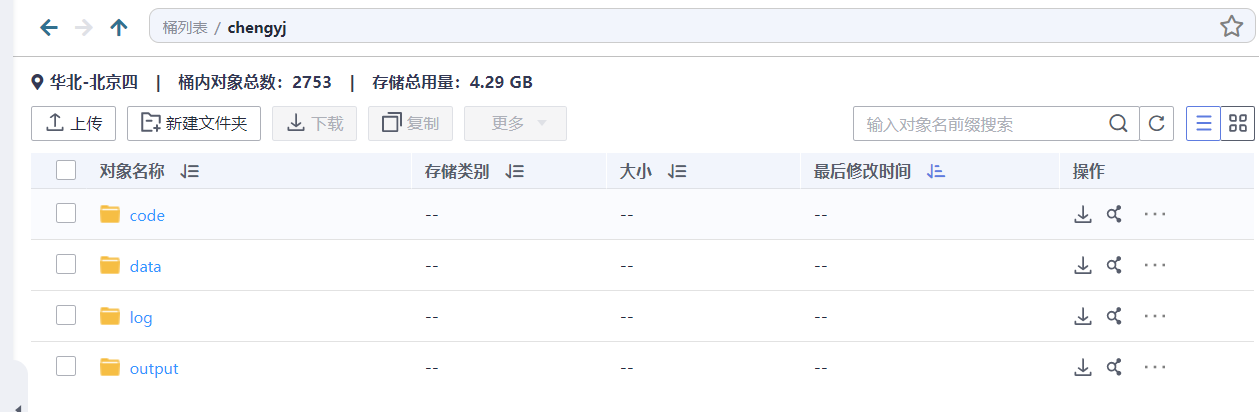 桶列表 / chengyj
华北-北京四 | 桶内对象总数：2753 | 存储总用量：4.29 GB
上传 新建文件夹 下载 复制 更多 输入对象名前缀搜索
对象名称 存储类别 大小 最后修改时间 操作
code -- -- --
data -- -- --
log -- -- --
output -- -- --